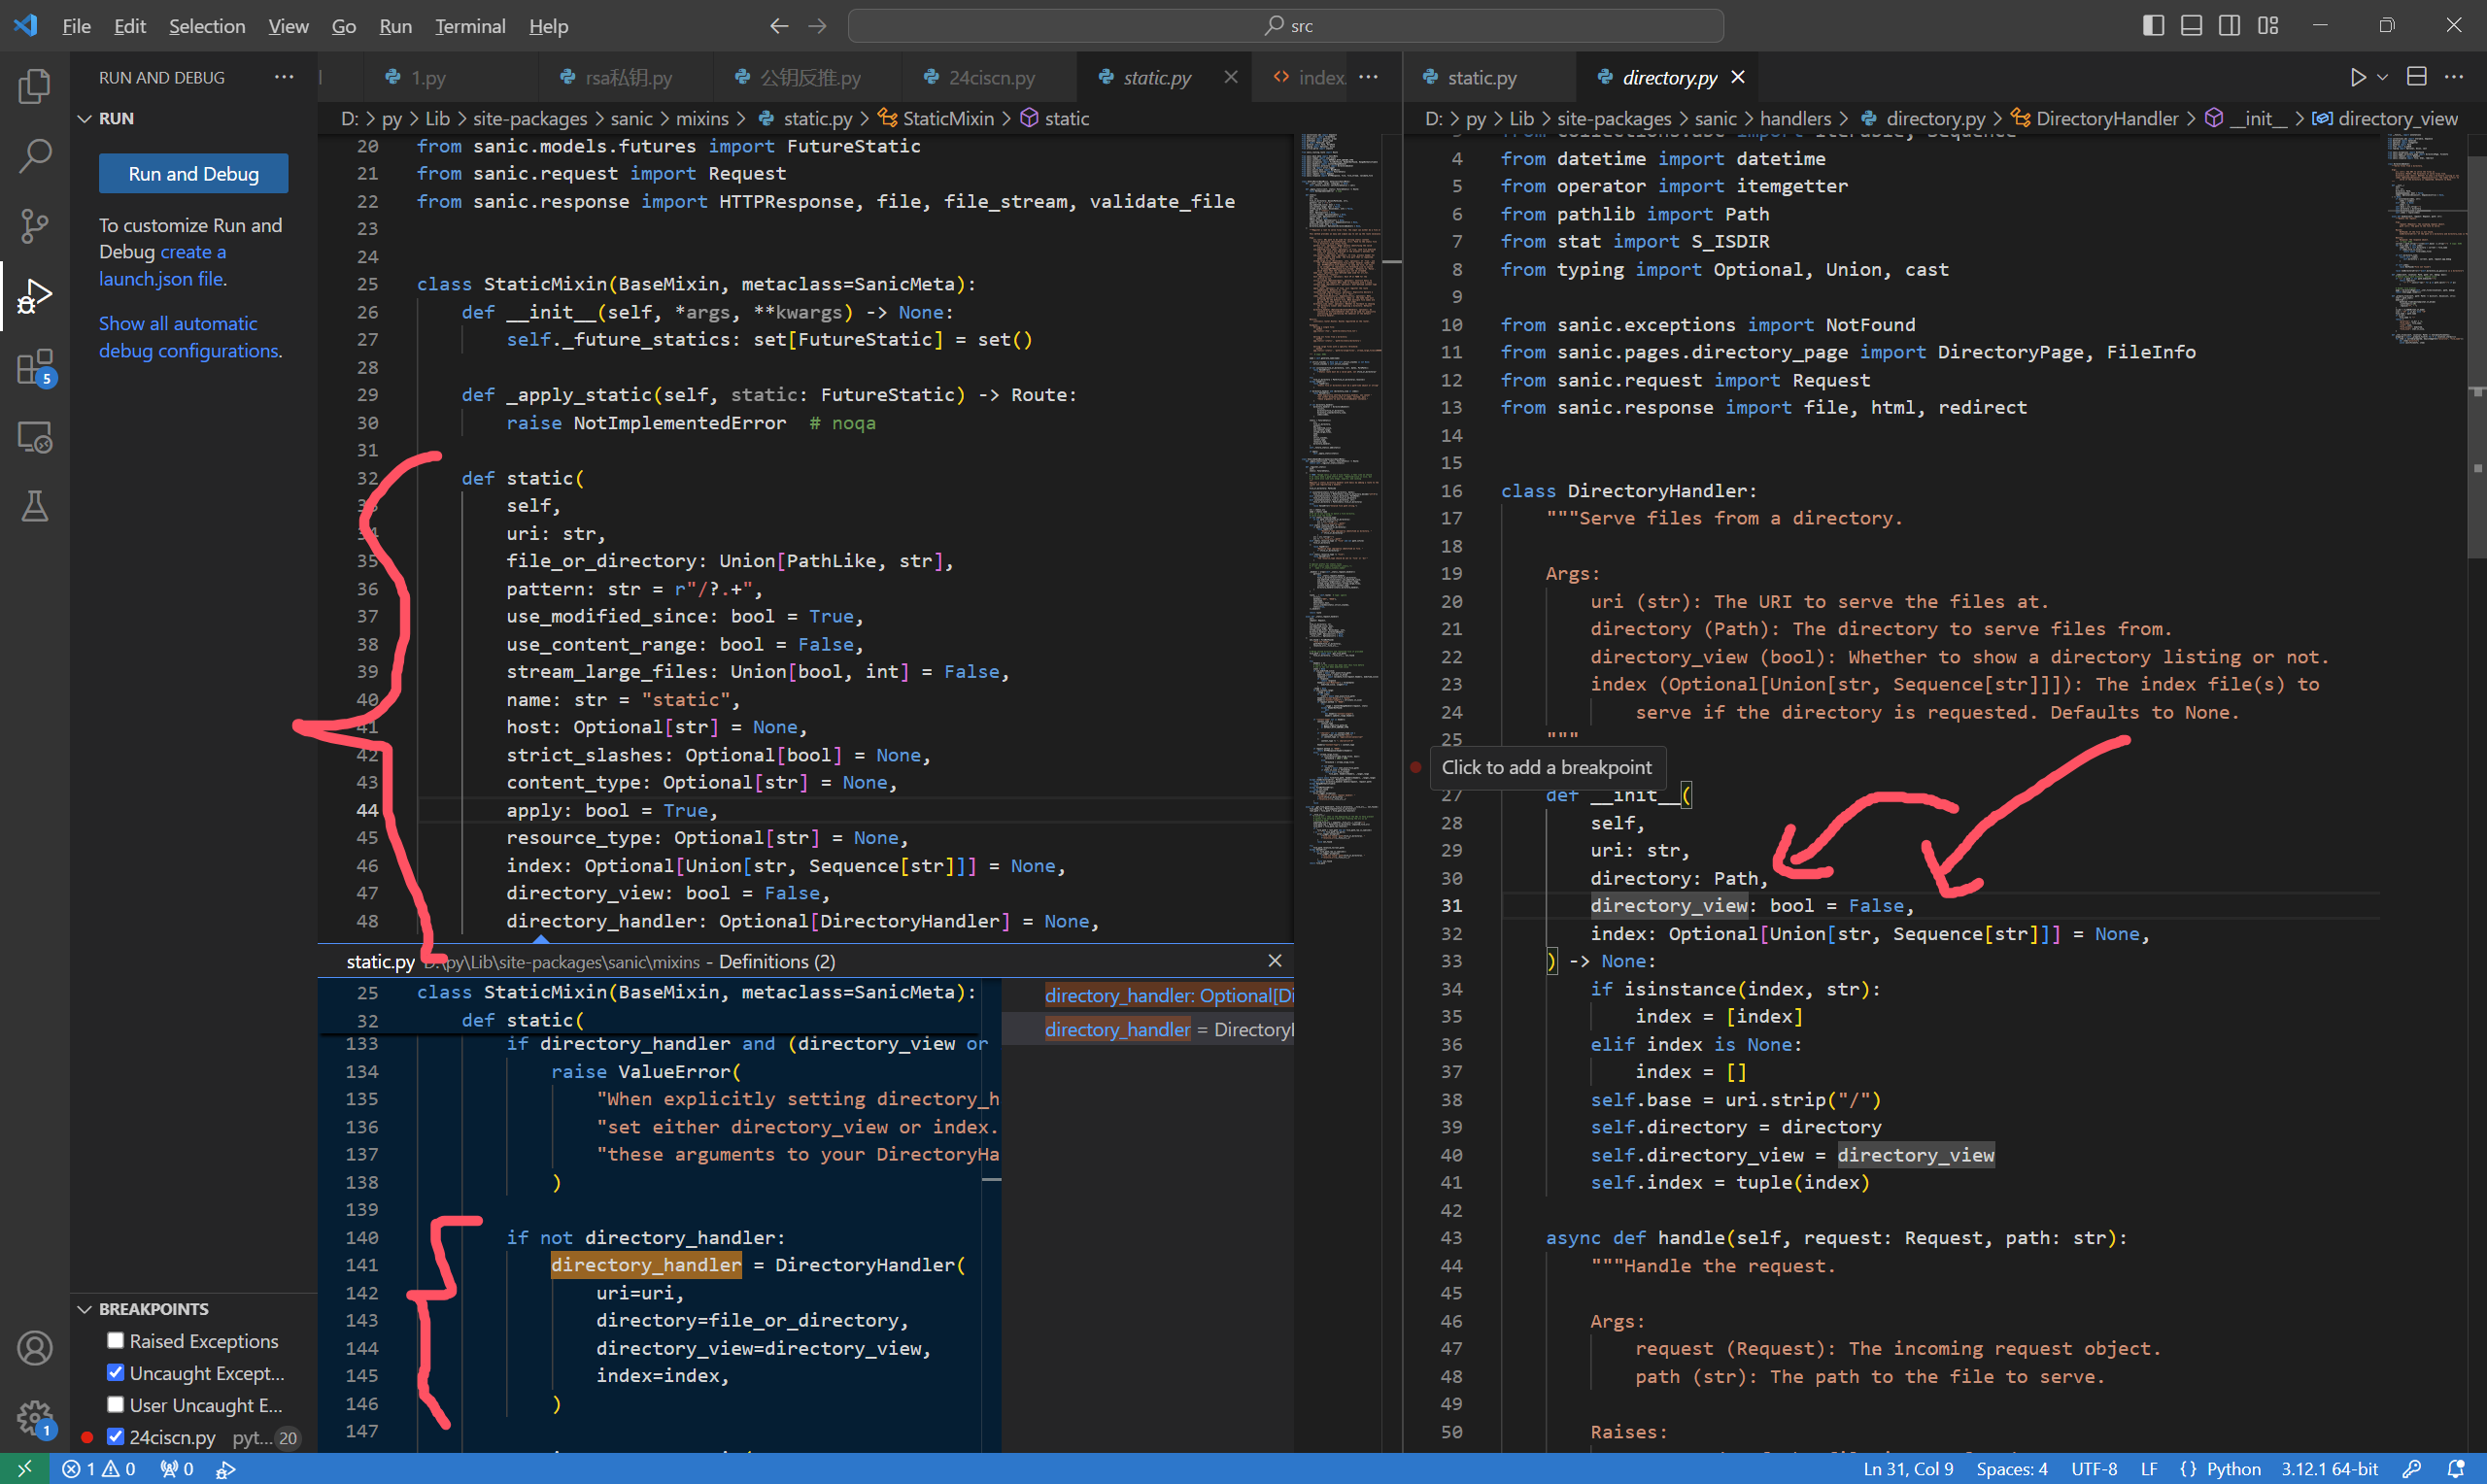 File Edit Selection View Go Run Terminal Help
src
RUN AND DEBUG
RUN
Run and Debug
To customize Run and
Debug create a
launch.json file.
Show all automatic
debug configurations.
5
1
BREAKPOINTS
Raised Exceptions
Uncaught Except...
User Uncaught E...
24ciscn.py pyt... 20
1.py rsa私钥.py 公钥反推.py 24ciscn.py static.py index.
D: > py > Lib > site-packages > sanic > mixins > static.py > StaticMixin > static
20 from sanic.models.futures import FutureStatic
21 from sanic.request import Request
22 from sanic.response import HTTPResponse, file, file_stream, validate_file
23
24
25 class StaticMixin(BaseMixin, metaclass=SanicMeta):
26 def __init__(self, *args, **kwargs) -> None:
27 self._future_statics: set[FutureStatic] = set()
28
29 def _apply_static(self, static: FutureStatic) -> Route:
30 raise NotImplementedError # noqa
31
32 def static(
33 self,
34 uri: str,
35 file_or_directory: Union[PathLike, str],
36 pattern: str = r"/?.+",
37 use_modified_since: bool = True,
38 use_content_range: bool = False,
39 stream_large_files: Union[bool, int] = False,
40 name: str = "static",
41 host: Optional[str] = None,
42 strict_slashes: Optional[bool] = None,
43 content_type: Optional[str] = None,
44 apply: bool = True,
45 resource_type: Optional[str] = None,
46 index: Optional[Union[str, Sequence[str]]] = None,
47 directory_view: bool = False,
48 directory_handler: Optional[DirectoryHandler] = None,
static.py D:\py\Lib\site-packages\sanic\mixins - Definitions (2)
25 class StaticMixin(BaseMixin, metaclass=SanicMeta):
32 def static(
133 if directory_handler and (directory_view or
134 raise ValueError(
135 "When explicitly setting directory_h
136 "set either directory_view or index.
137 "these arguments to your DirectoryHa
138 )
139
140 if not directory_handler:
141 directory_handler = DirectoryHandler(
142 uri=uri,
143 directory=file_or_directory,
144 directory_view=directory_view,
145 index=index,
146 )
147
directory_handler: Optional[Di
directory_handler = Directory
static.py directory.py
D: > py > Lib > site-packages > sanic > handlers > directory.py > DirectoryHandler > __init__ > directory_view
4 from datetime import datetime
5 from operator import itemgetter
6 from pathlib import Path
7 from stat import S_ISDIR
8 from typing import Optional, Union, cast
9
10 from sanic.exceptions import NotFound
11 from sanic.pages.directory_page import DirectoryPage, FileInfo
12 from sanic.request import Request
13 from sanic.response import file, html, redirect
14
15
16 class DirectoryHandler:
17 """Serve files from a directory.
18
19 Args:
20 uri (str): The URI to serve the files at.
21 directory (Path): The directory to serve files from.
22 directory_view (bool): Whether to show a directory listing or not.
23 index (Optional[Union[str, Sequence[str]]]): The index file(s) to
24 serve if the directory is requested. Defaults to None.
25 """
Click to add a breakpoint
27 def __init__(
28 self,
29 uri: str,
30 directory: Path,
31 directory_view: bool = False,
32 index: Optional[Union[str, Sequence[str]]] = None,
33 ) -> None:
34 if isinstance(index, str):
35 index = [index]
36 elif index is None:
37 index = []
38 self.base = uri.strip("/")
39 self.directory = directory
40 self.directory_view = directory_view
41 self.index = tuple(index)
42
43 async def handle(self, request: Request, path: str):
44 """Handle the request.
45
46 Args:
47 request (Request): The incoming request object.
48 path (str): The path to the file to serve.
49
50 Raises:
1 0 0
Ln 31, Col 9 Spaces: 4 UTF-8 LF {} Python 3.12.1 64-bit